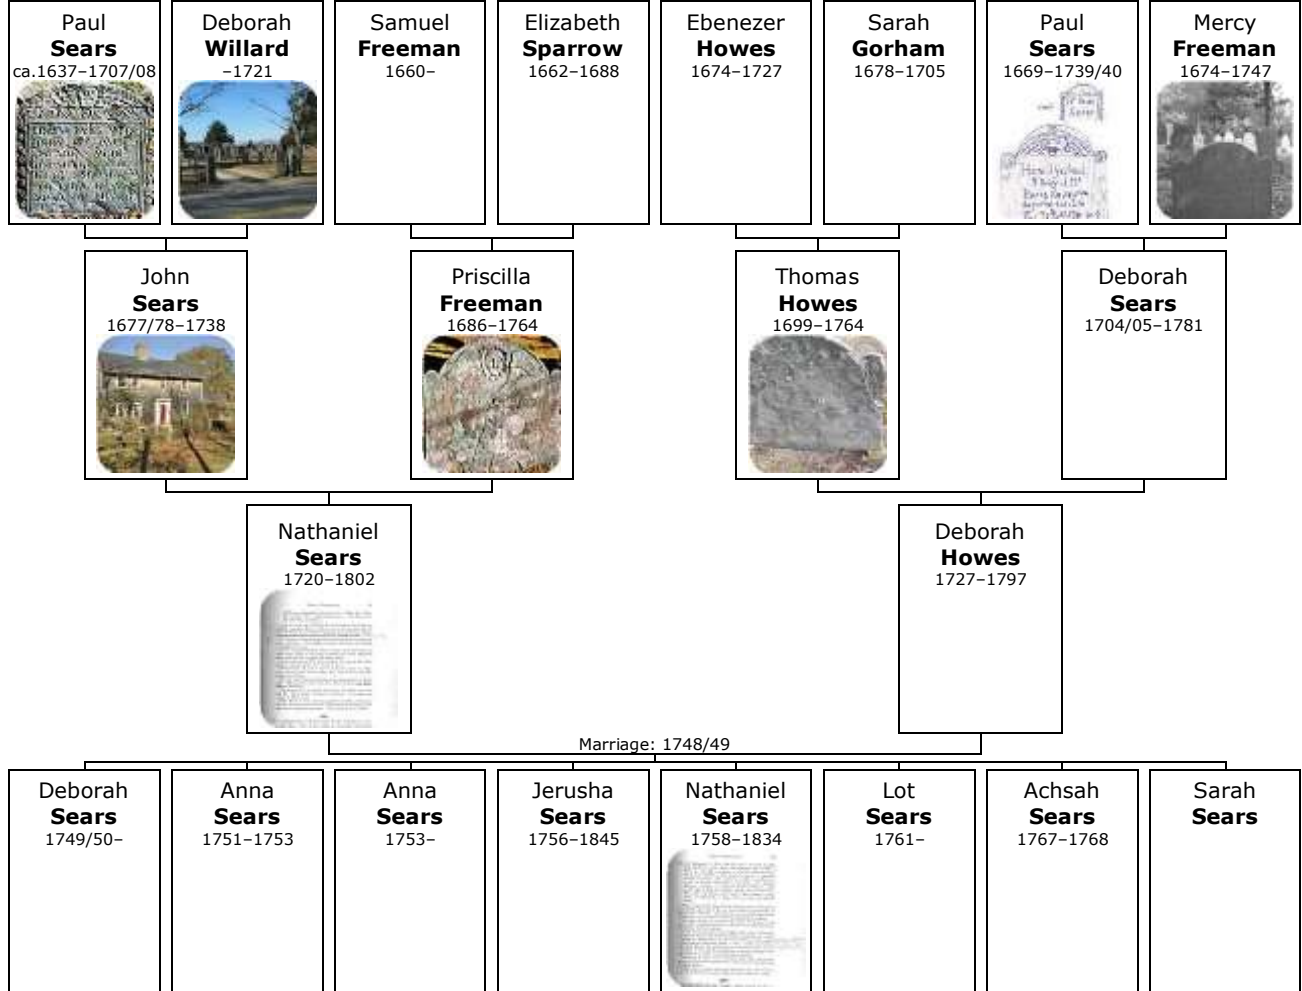 Paul
Sears
ca.1637–1707/08
Deborah
Willard
–1721
Samuel
Freeman
1660–
Elizabeth
Sparrow
1662–1688
Ebenezer
Howes
1674–1727
Sarah
Gorham
1678–1705
Paul
Sears
1669–1739/40
Mercy
Freeman
1674–1747
John
Sears
1677/78–1738
Priscilla
Freeman
1686–1764
Thomas
Howes
1699–1764
Deborah
Sears
1704/05–1781
Nathaniel
Sears
1720–1802
Deborah
Howes
1727–1797
Marriage: 1748/49
Deborah
Sears
1749/50–
Anna
Sears
1751–1753
Anna
Sears
1753–
Jerusha
Sears
1756–1845
Nathaniel
Sears
1758–1834
Lot
Sears
1761–
Achsah
Sears
1767–1768
Sarah
Sears